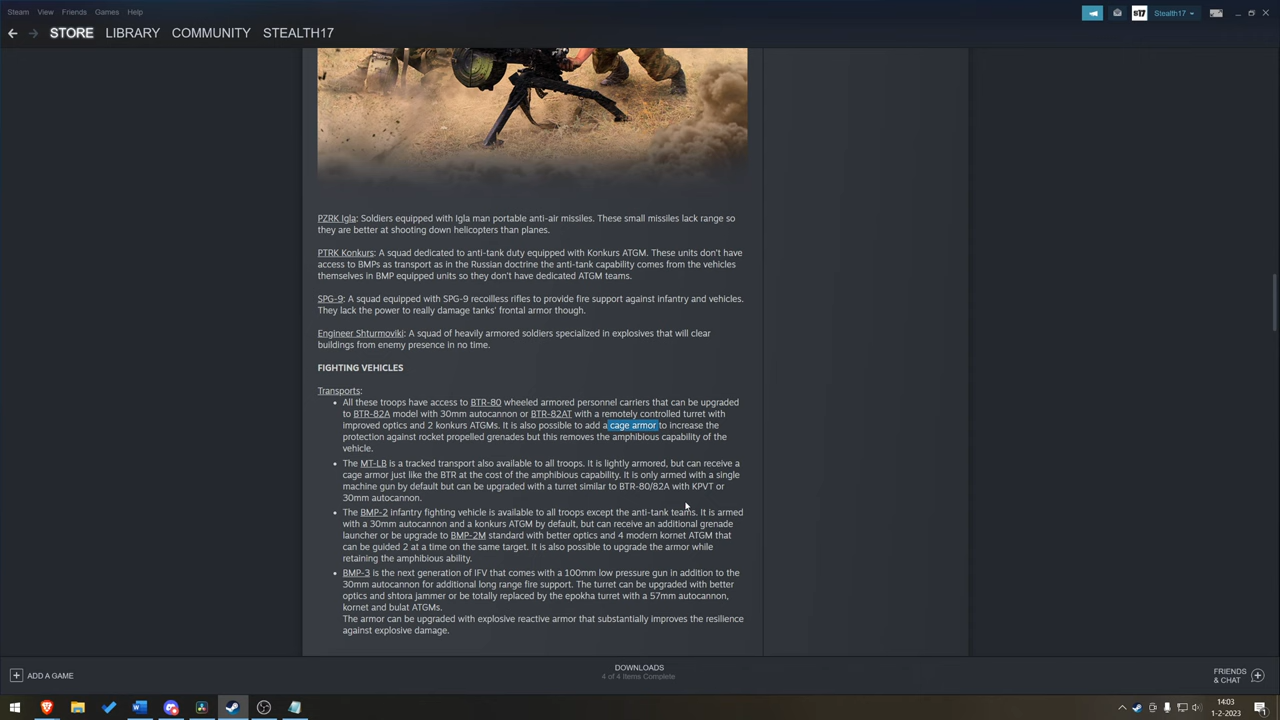 Steam View Friends Games Help
Stealth17
STORE LIBRARY COMMUNITY STEALTH17
PZRK Igla: Soldiers equipped with Igla man portable anti-air missiles. These small missiles lack range so
they are better at shooting down helicopters than planes.
PTRK Konkurs: A squad dedicated to anti-tank duty equipped with Konkurs ATGM. These units don't have
access to BMPs as transport as in the Russian doctrine the anti-tank capability comes from the vehicles
themselves in BMP equipped units so they don't have dedicated ATGM teams.
SPG-9: A squad equipped with SPG-9 recoilless rifles to provide fire support against infantry and vehicles.
They lack the power to really damage tanks' frontal armor though.
Engineer Shturmoviki: A squad of heavily armored soldiers specialized in explosives that will clear
buildings from enemy presence in no time.
FIGHTING VEHICLES
Transports:
• All these troops have access to BTR-80 wheeled armored personnel carriers that can be upgraded
to BTR-82A model with 30mm autocannon or BTR-82AT with a remotely controlled turret with
improved optics and 2 konkurs ATGMs. It is also possible to add a cage armor to increase the
protection against rocket propelled grenades but this removes the amphibious capability of the
vehicle.
• The MT-LB is a tracked transport also available to all troops. It is lightly armored, but can receive a
cage armor just like the BTR at the cost of the amphibious capability. It is only armed with a single
machine gun by default but can be upgraded with a turret similar to BTR-80/82A with KPVT or
30mm autocannon.
• The BMP-2 infantry fighting vehicle is available to all troops except the anti-tank teams. It is armed
with a 30mm autocannon and a konkurs ATGM by default, but can receive an additional grenade
launcher or be upgrade to BMP-2M standard with better optics and 4 modern kornet ATGM that
can be guided 2 at a time on the same target. It is also possible to upgrade the armor while
retaining the amphibious ability.
• BMP-3 is the next generation of IFV that comes with a 100mm low pressure gun in addition to the
30mm autocannon for additional long range fire support. The turret can be upgraded with better
optics and shtora jammer or be totally replaced by the epokha turret with a 57mm autocannon,
kornet and bulat ATGMs.
The armor can be upgraded with explosive reactive armor that substantially improves the resilience
against explosive damage.
ADD A GAME
DOWNLOADS
4 of 4 Items Complete
FRIENDS
& CHAT
14:03
1-2-2023